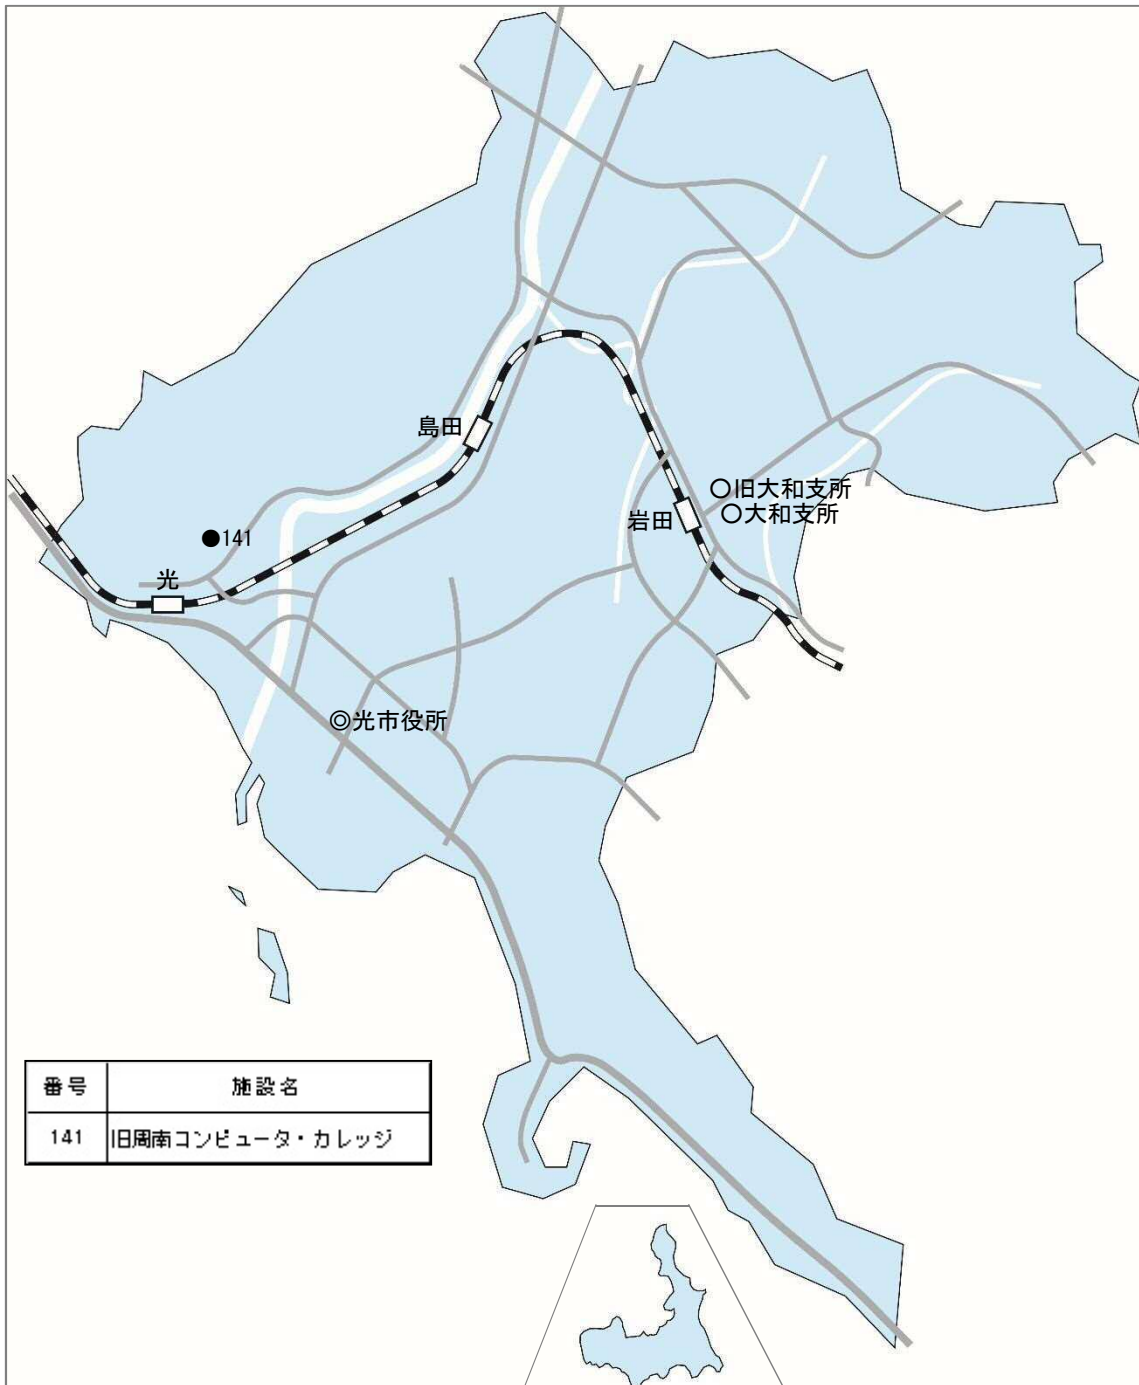 島田
○旧大和支所
○大和支所
岩田
●141
光
◎光市役所
番号 施設名
141 旧周南コンピュータ・カレッジ